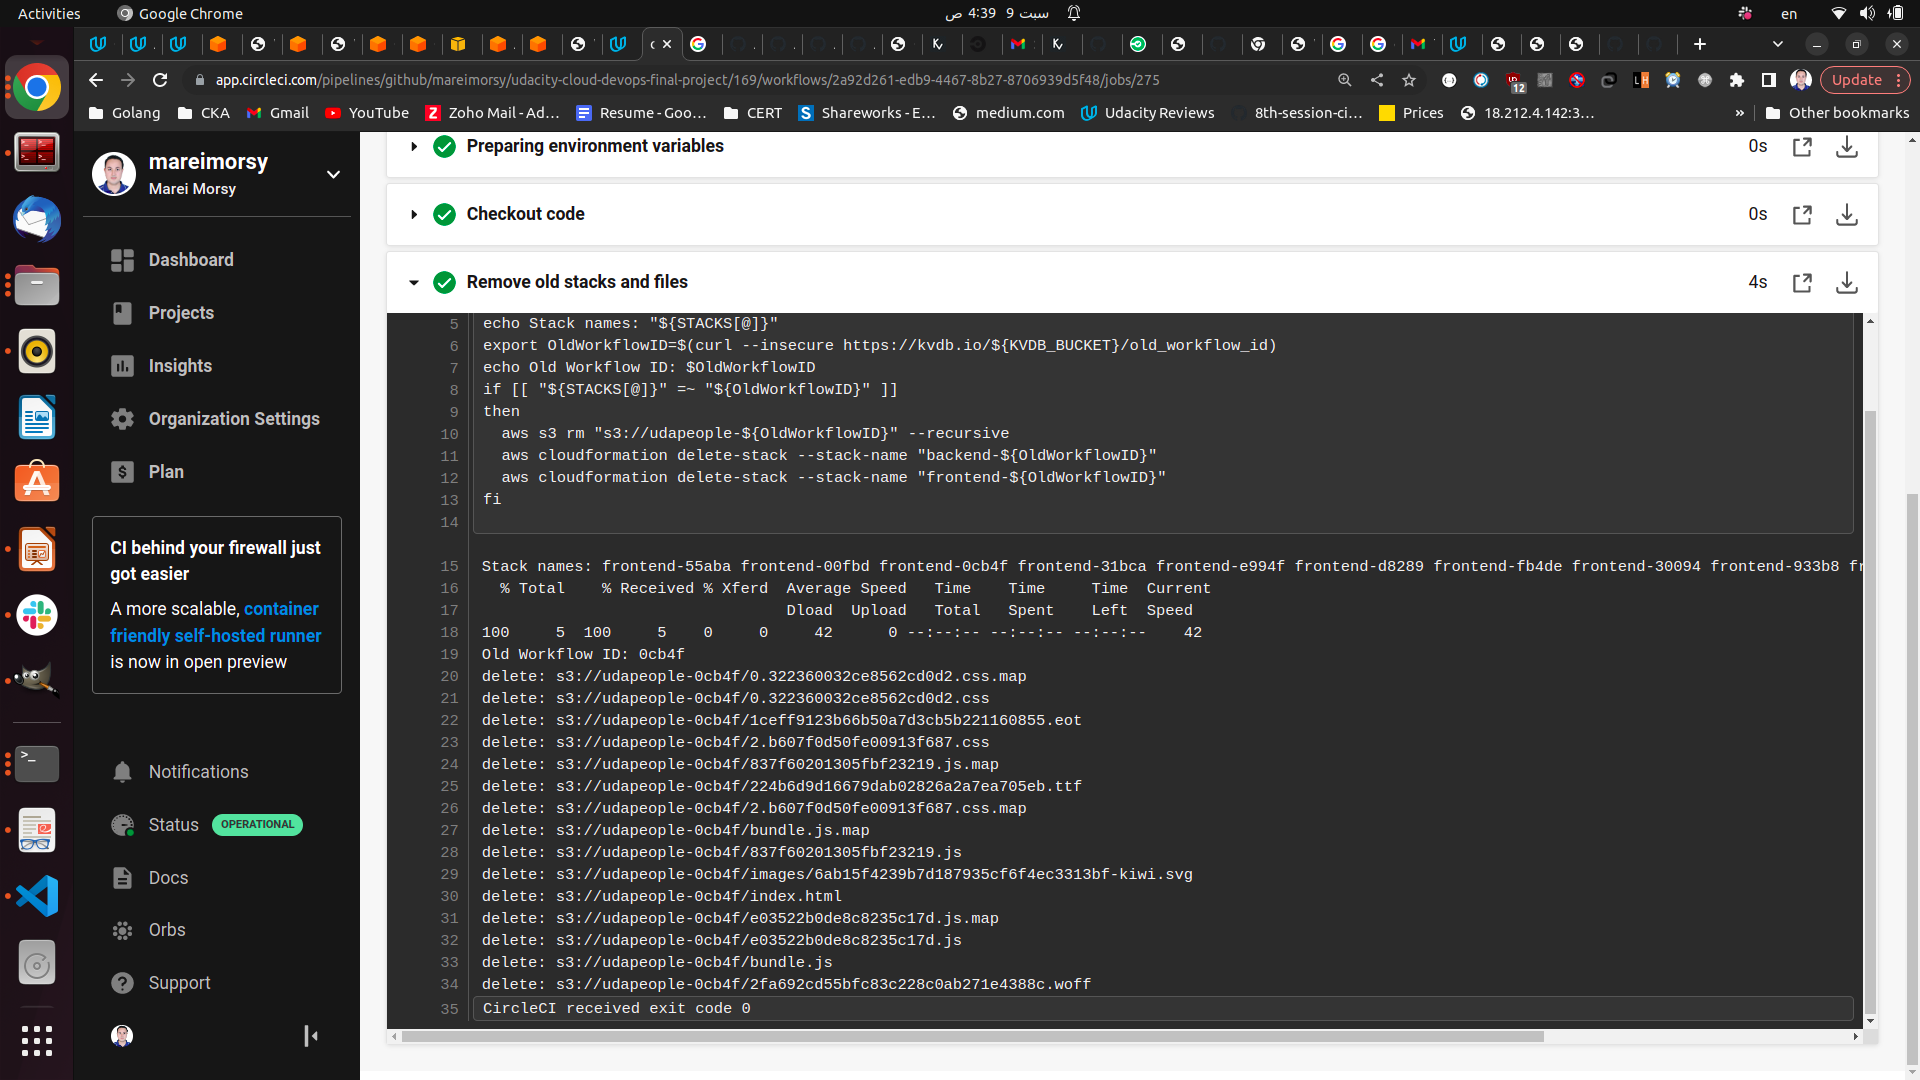 Activities
Google Chrome
سبت 9  4:39 ص
en
app.circleci.com/pipelines/github/mareimorsy/udacity-cloud-devops-final-project/169/workflows/2a92d261-edb9-4467-8b27-8706939d5f48/jobs/275
12
Update
Golang
CKA
Gmail
YouTube
Zoho Mail - Ad...
Resume - Goo...
CERT
Shareworks - E...
medium.com
Udacity Reviews
8th-session-ci...
Prices
18.212.4.142:3...
»
Other bookmarks
mareimorsy
Marei Morsy
Dashboard
Projects
Insights
Organization Settings
Plan
CI behind your firewall just
got easier
A more scalable, container
friendly self-hosted runner
is now in open preview
Notifications
Status OPERATIONAL
Docs
Orbs
Support
Preparing environment variables 0s
Checkout code 0s
Remove old stacks and files 4s
5 echo Stack names: "${STACKS[@]}"
6 export OldWorkflowID=$(curl --insecure https://kvdb.io/${KVDB_BUCKET}/old_workflow_id)
7 echo Old Workflow ID: $OldWorkflowID
8 if [[ "${STACKS[@]}" =~ "${OldWorkflowID}" ]]
9 then
10   aws s3 rm "s3://udapeople-${OldWorkflowID}" --recursive
11   aws cloudformation delete-stack --stack-name "backend-${OldWorkflowID}"
12   aws cloudformation delete-stack --stack-name "frontend-${OldWorkflowID}"
13 fi
14
15 Stack names: frontend-55aba frontend-00fbd frontend-0cb4f frontend-31bca frontend-e994f frontend-d8289 frontend-fb4de frontend-30094 frontend-933b8 fr
16   % Total    % Received % Xferd  Average Speed   Time    Time     Time  Current
17                                  Dload  Upload   Total   Spent    Left  Speed
18 100     5  100     5    0     0     42      0 --:--:-- --:--:-- --:--:--    42
19 Old Workflow ID: 0cb4f
20 delete: s3://udapeople-0cb4f/0.322360032ce8562cd0d2.css.map
21 delete: s3://udapeople-0cb4f/0.322360032ce8562cd0d2.css
22 delete: s3://udapeople-0cb4f/1ceff9123b66b50a7d3cb5b221160855.eot
23 delete: s3://udapeople-0cb4f/2.b607f0d50fe00913f687.css
24 delete: s3://udapeople-0cb4f/837f60201305fbf23219.js.map
25 delete: s3://udapeople-0cb4f/224b6d9d16679dab02826a2a7ea705eb.ttf
26 delete: s3://udapeople-0cb4f/2.b607f0d50fe00913f687.css.map
27 delete: s3://udapeople-0cb4f/bundle.js.map
28 delete: s3://udapeople-0cb4f/837f60201305fbf23219.js
29 delete: s3://udapeople-0cb4f/images/6ab15f4239b7d187935cf6f4ec3313bf-kiwi.svg
30 delete: s3://udapeople-0cb4f/index.html
31 delete: s3://udapeople-0cb4f/e03522b0de8c8235c17d.js.map
32 delete: s3://udapeople-0cb4f/e03522b0de8c8235c17d.js
33 delete: s3://udapeople-0cb4f/bundle.js
34 delete: s3://udapeople-0cb4f/2fa692cd55bfc83c228c0ab271e4388c.woff
35 CircleCI received exit code 0